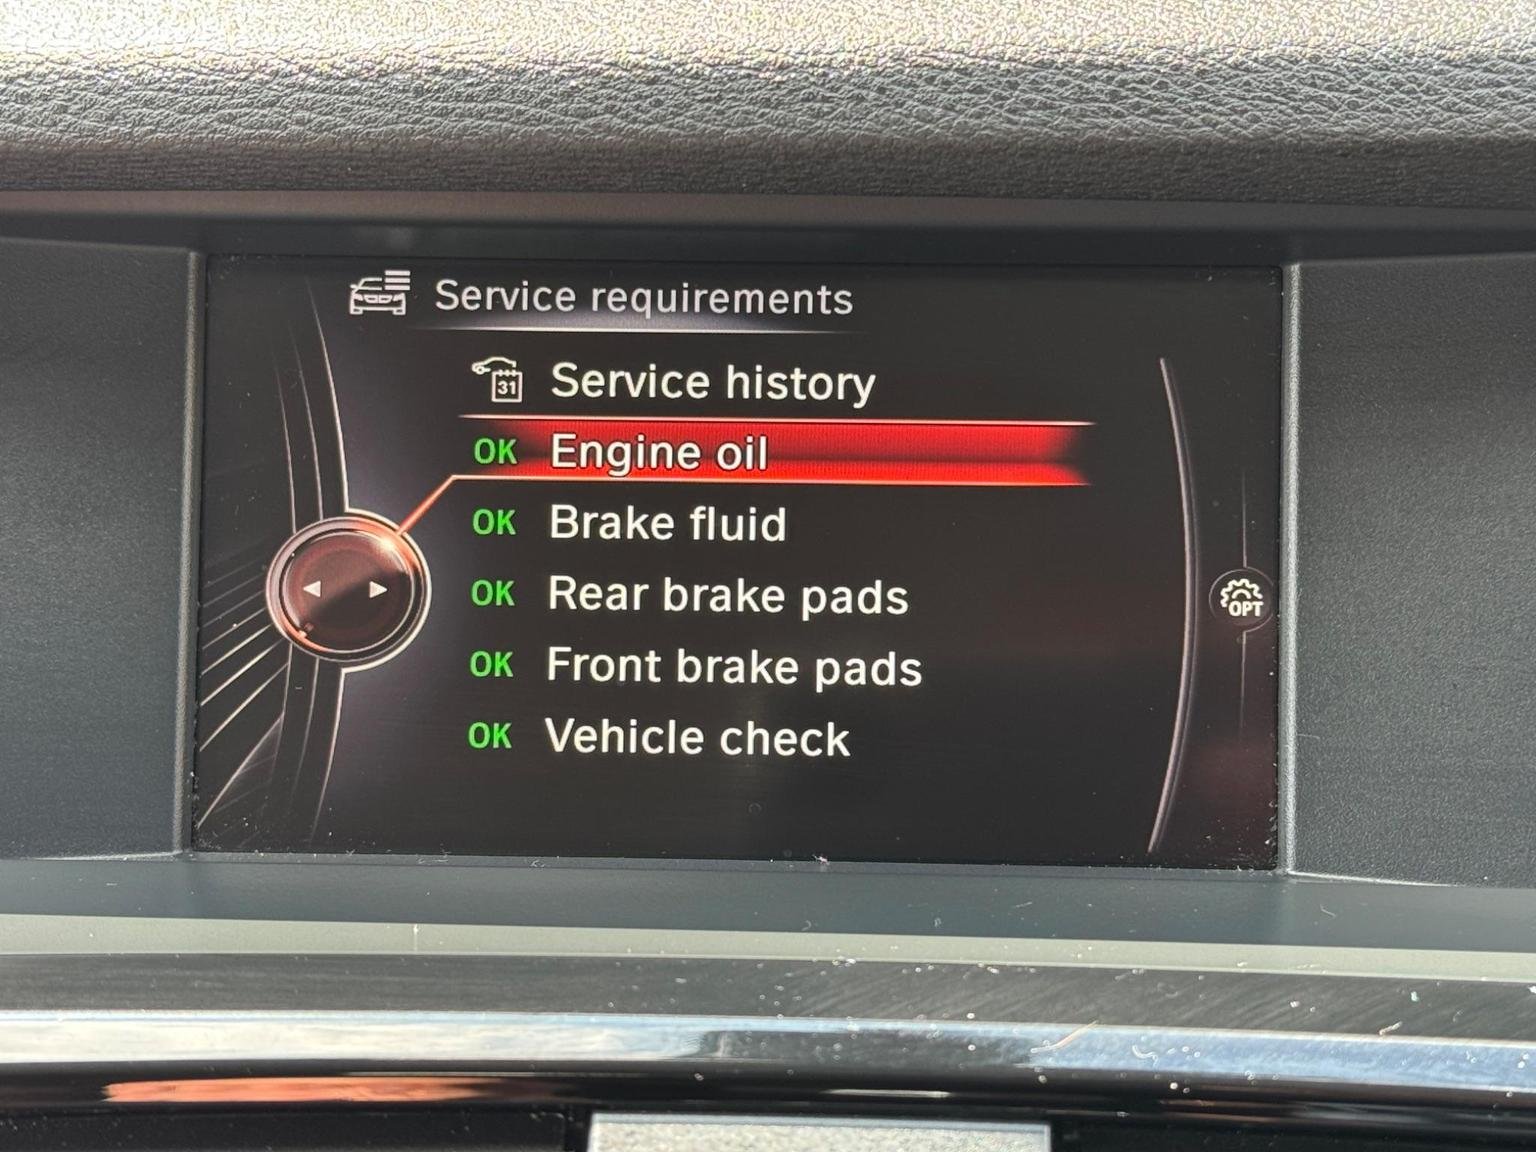 Service requirements
31 Service history
OK Engine oil
OK Brake fluid
OK Rear brake pads
OK Front brake pads
OK Vehicle check
OPT